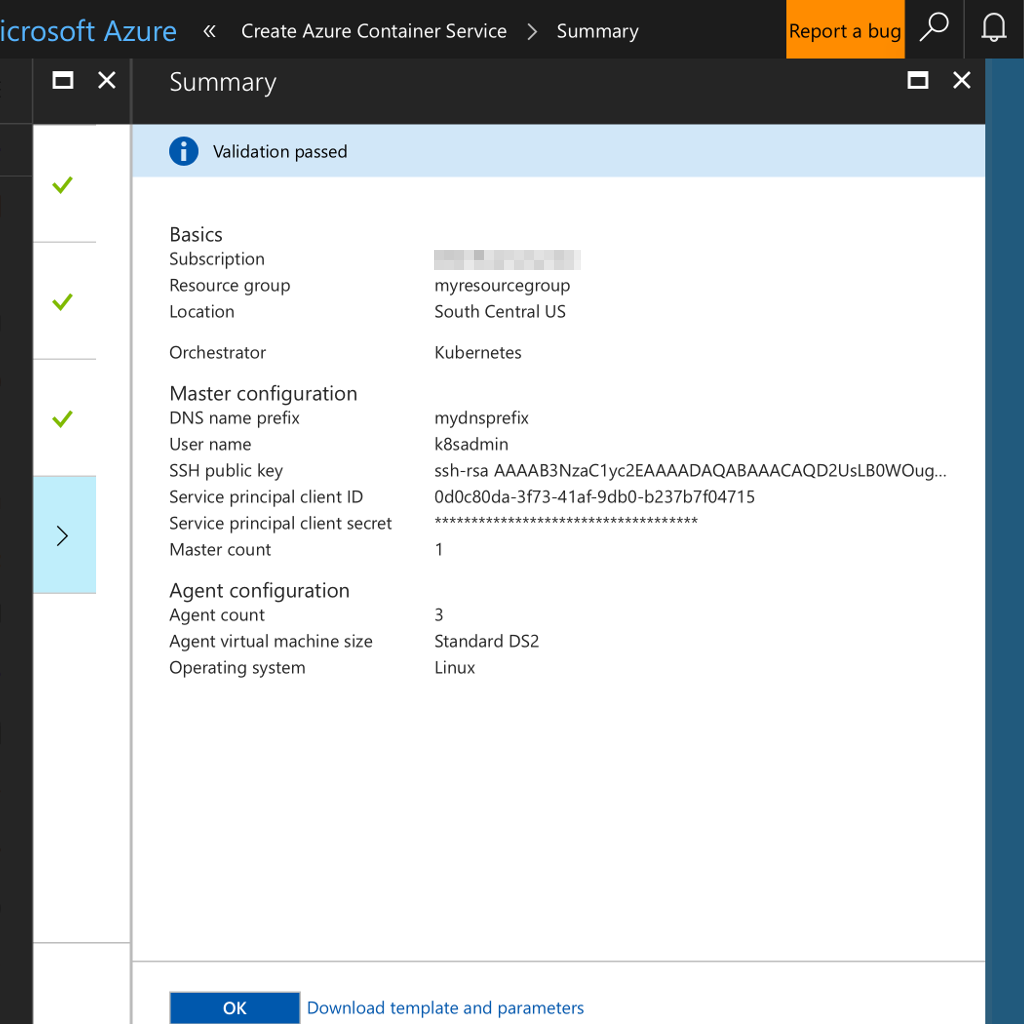 icrosoft Azure « Create Azure Container Service > Summary Report a bug
Summary
Validation passed
Basics
Subscription
Resource group myresourcegroup
Location South Central US
Orchestrator Kubernetes
Master configuration
DNS name prefix mydnsprefix
User name k8sadmin
SSH public key ssh-rsa AAAAB3NzaC1yc2EAAAADAQABAAACAQD2UsLB0WOug...
Service principal client ID 0d0c80da-3f73-41af-9db0-b237b7f04715
Service principal client secret ************************************
Master count 1
Agent configuration
Agent count 3
Agent virtual machine size Standard DS2
Operating system Linux
OK Download template and parameters